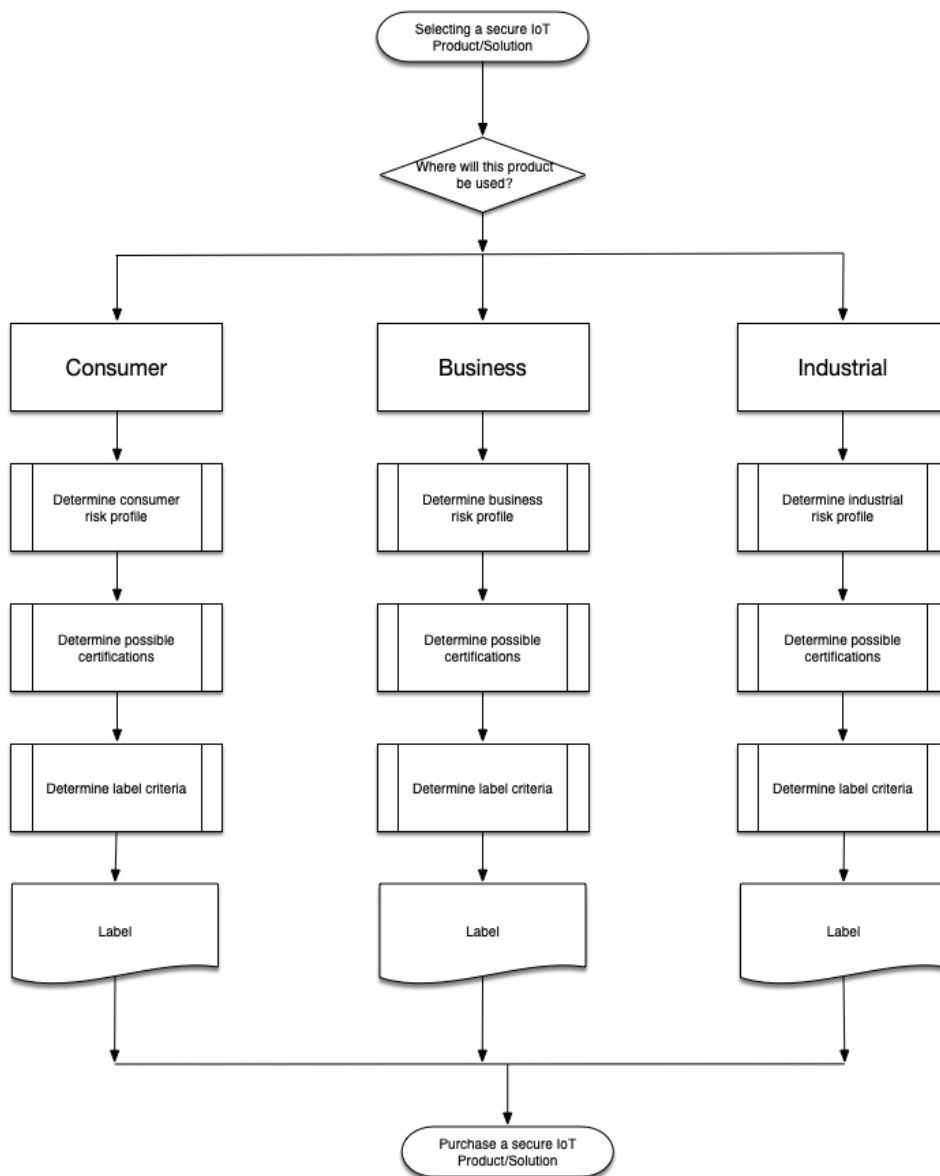 Selecting a secure IoT
Product/Solution
Where will this product
be used?
Consumer
Business
Industrial
Determine consumer
risk profile
Determine business
risk profile
Determine industrial
risk profile
Determine possible
certifications
Determine possible
certifications
Determine possible
certifications
Determine label criteria
Determine label criteria
Determine label criteria
Label
Label
Label
Purchase a secure IoT
Product/Solution